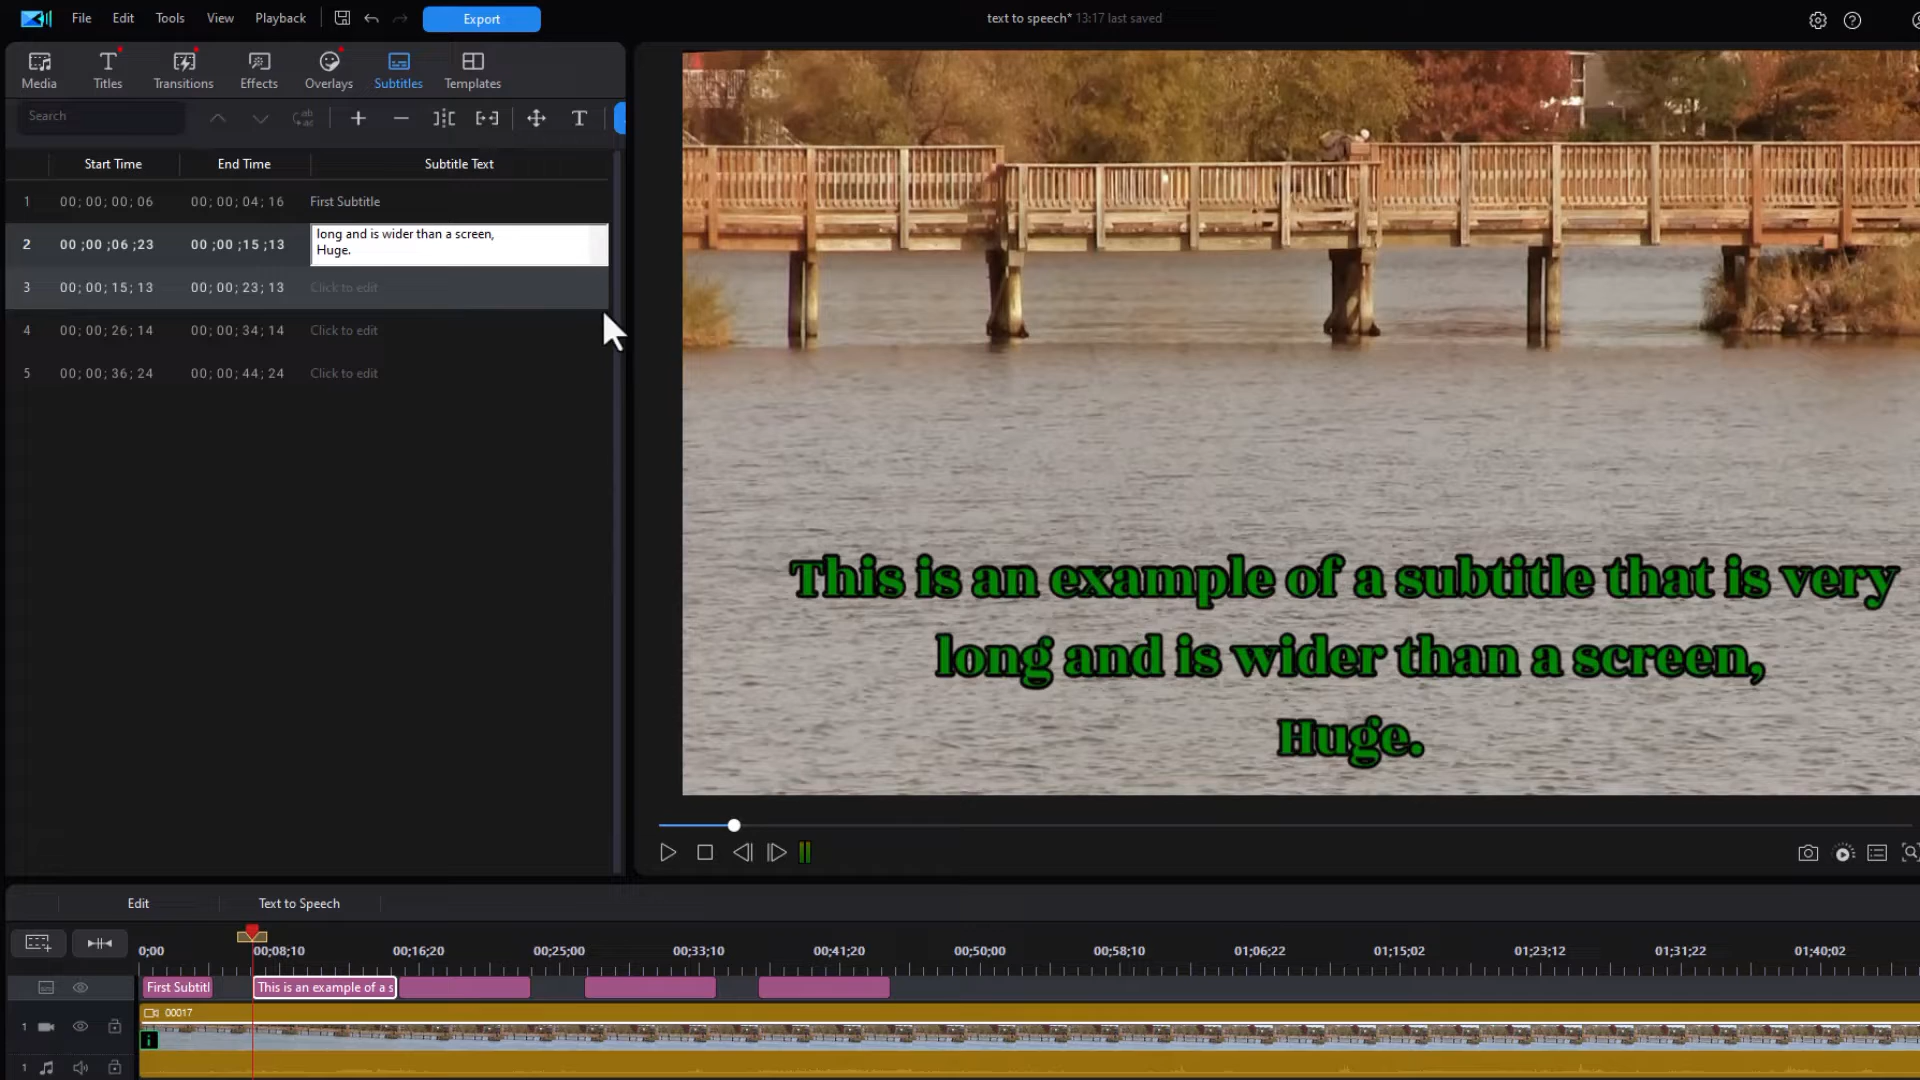 File Edit Tools View Playback Export text to speech* 13:17 last saved
Media Titles Transitions Effects Overlays Subtitles Templates
Search
Start Time End Time Subtitle Text
1 00; 00; 00; 06 00; 00; 04; 16 First Subtitle
2 00 ;00 ;06 ;23 00 ;00 ;15 ;13 long and is wider than a screen,
Huge.
3 00; 00; 15; 13 00; 00; 23; 13 Click to edit
4 00; 00; 26; 14 00; 00; 34; 14 Click to edit
5 00; 00; 36; 24 00; 00; 44; 24 Click to edit
This is an example of a subtitle that is very
long and is wider than a screen,
Huge.
Edit Text to Speech
0;00 00;08;10 00;16;20 00;25;00 00;33;10 00;41;20 00;50;00 00;58;10 01;06;22 01;15;02 01;23;12 01;31;22 01;40;02
First Subtitl This is an example of a s
00017
1
1